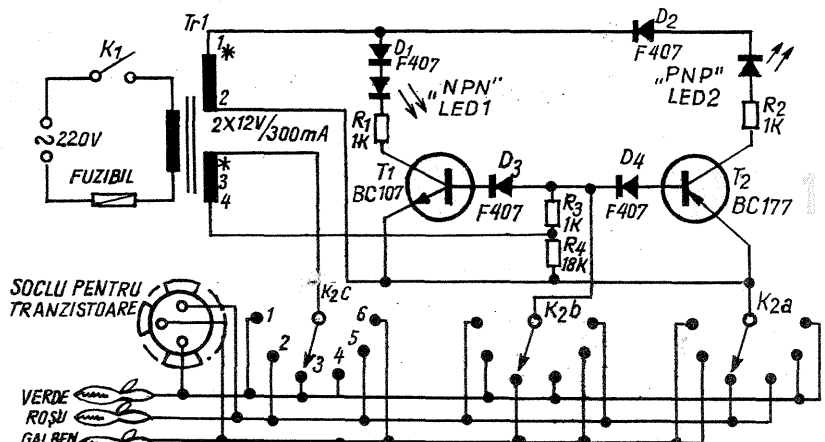 Tr1
K1
1*
2
2X12V/300mA
220V
FUZIBIL
*
3
4
D1
F407
"NPN"
LED1
R1
1K
T1
BC107
D2
F407
"PNP"
LED2
R2
1K
D3
F407
D4
F407
T2
BC177
R3
1K
R4
18K
SOCLU PENTRU
TRANZISTOARE
K2c
K2b
K2a
1
2
3
4
5
6
VERDE
ROȘU
GALBEN
1